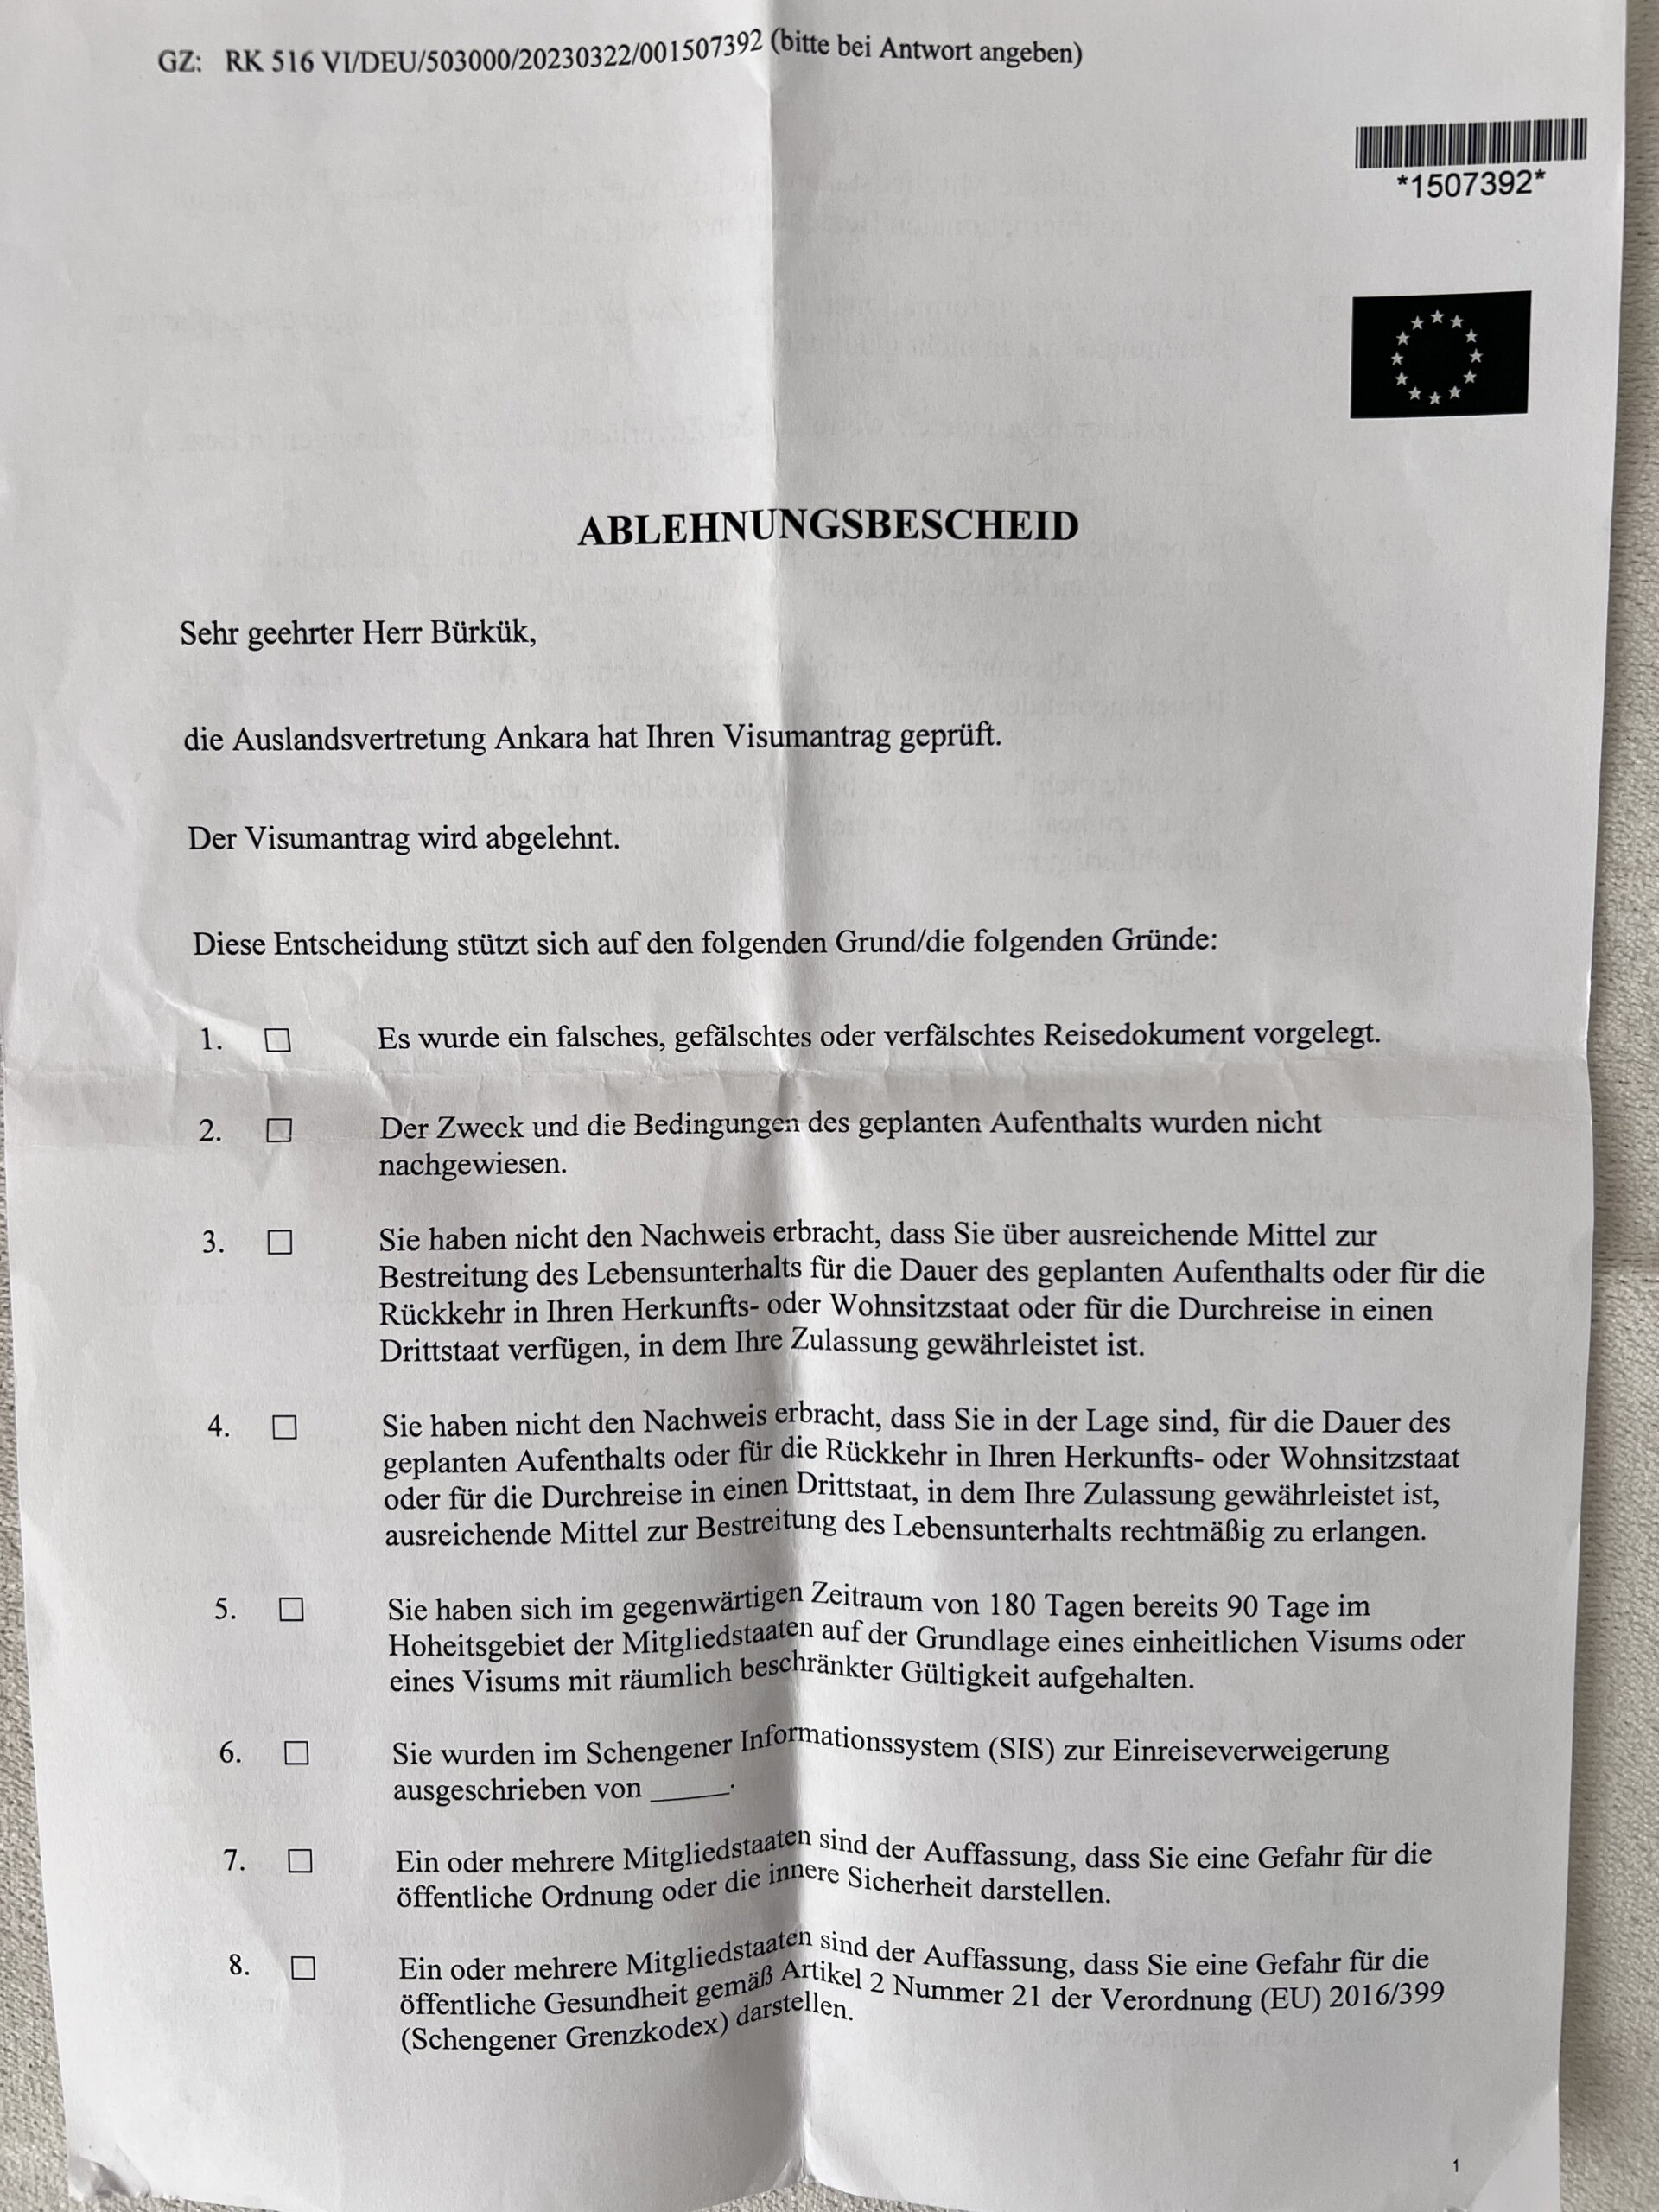 GZ: RK 516 VI/DEU/503000/20230322/001507392 (bitte bei Antwort angeben)
*1507392*
ABLEHNUNGSBESCHEID
Sehr geehrter Herr Bürkük,
die Auslandsvertretung Ankara hat Ihren Visumantrag geprüft.
Der Visumantrag wird abgelehnt.
Diese Entscheidung stützt sich auf den folgenden Grund/die folgenden Gründe:
1. ☐ Es wurde ein falsches, gefälschtes oder verfälschtes Reisedokument vorgelegt.
2. ☐ Der Zweck und die Bedingungen des geplanten Aufenthalts wurden nicht
nachgewiesen.
3. ☐ Sie haben nicht den Nachweis erbracht, dass Sie über ausreichende Mittel zur
Bestreitung des Lebensunterhalts für die Dauer des geplanten Aufenthalts oder für die
Rückkehr in Ihren Herkunfts- oder Wohnsitzstaat oder für die Durchreise in einen
Drittstaat verfügen, in dem Ihre Zulassung gewährleistet ist.
4. ☐ Sie haben nicht den Nachweis erbracht, dass Sie in der Lage sind, für die Dauer des
geplanten Aufenthalts oder für die Rückkehr in Ihren Herkunfts- oder Wohnsitzstaat
oder für die Durchreise in einen Drittstaat, in dem Ihre Zulassung gewährleistet ist,
ausreichende Mittel zur Bestreitung des Lebensunterhalts rechtmäßig zu erlangen.
5. ☐ Sie haben sich im gegenwärtigen Zeitraum von 180 Tagen bereits 90 Tage im
Hoheitsgebiet der Mitgliedstaaten auf der Grundlage eines einheitlichen Visums oder
eines Visums mit räumlich beschränkter Gültigkeit aufgehalten.
6. ☐ Sie wurden im Schengener Informationssystem (SIS) zur Einreiseverweigerung
ausgeschrieben von _____.
7. ☐ Ein oder mehrere Mitgliedstaaten sind der Auffassung, dass Sie eine Gefahr für die
öffentliche Ordnung oder die innere Sicherheit darstellen.
8. ☐ Ein oder mehrere Mitgliedstaaten sind der Auffassung, dass Sie eine Gefahr für die
öffentliche Gesundheit gemäß Artikel 2 Nummer 21 der Verordnung (EU) 2016/399
(Schengener Grenzkodex) darstellen.
1